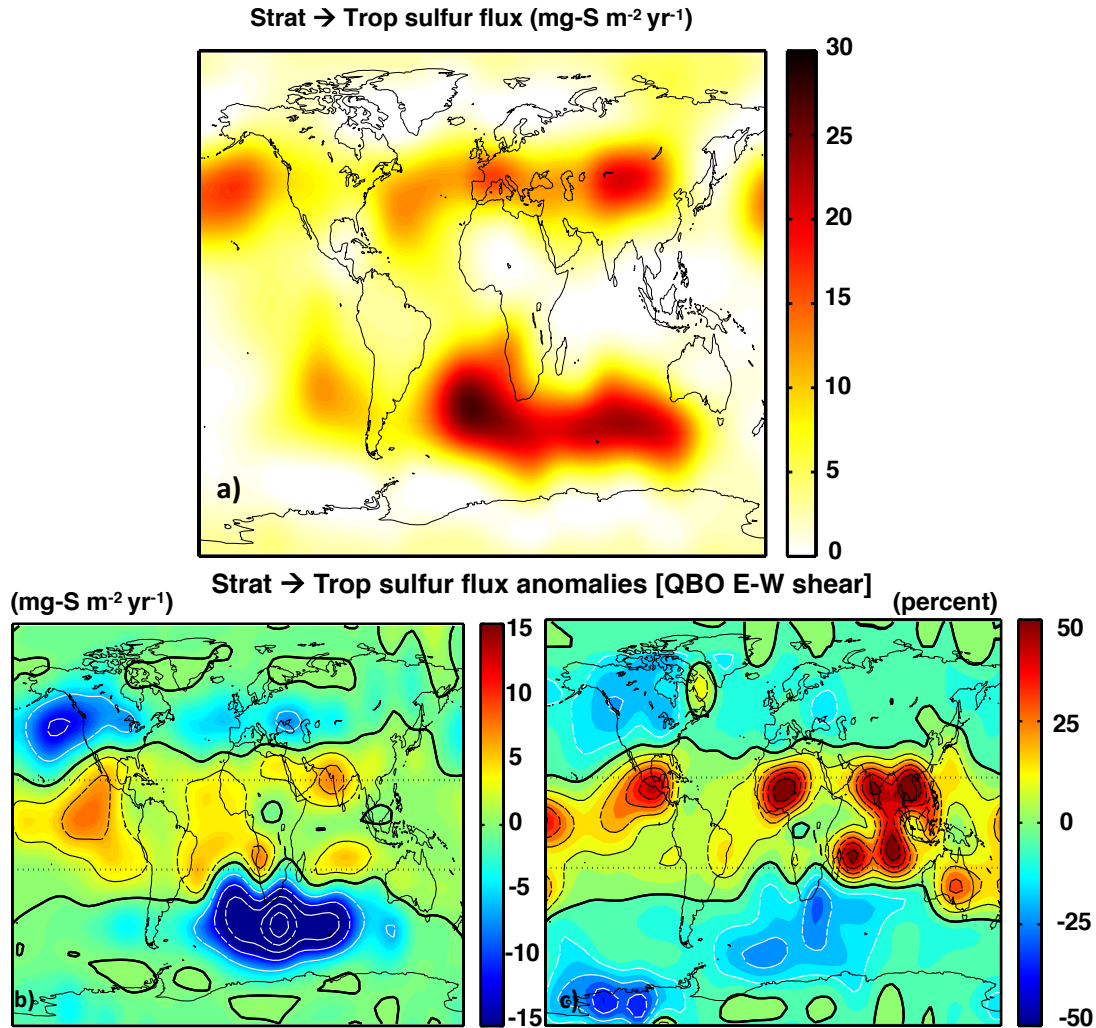 Strat → Trop sulfur flux (mg-S m⁻² yr⁻¹)
30
25
20
15
10
5
0
a)
Strat → Trop sulfur flux anomalies [QBO E-W shear]
(mg-S m⁻² yr⁻¹)
(percent)
15
10
5
0
-5
-10
-15
b)
50
25
0
-25
-50
c)